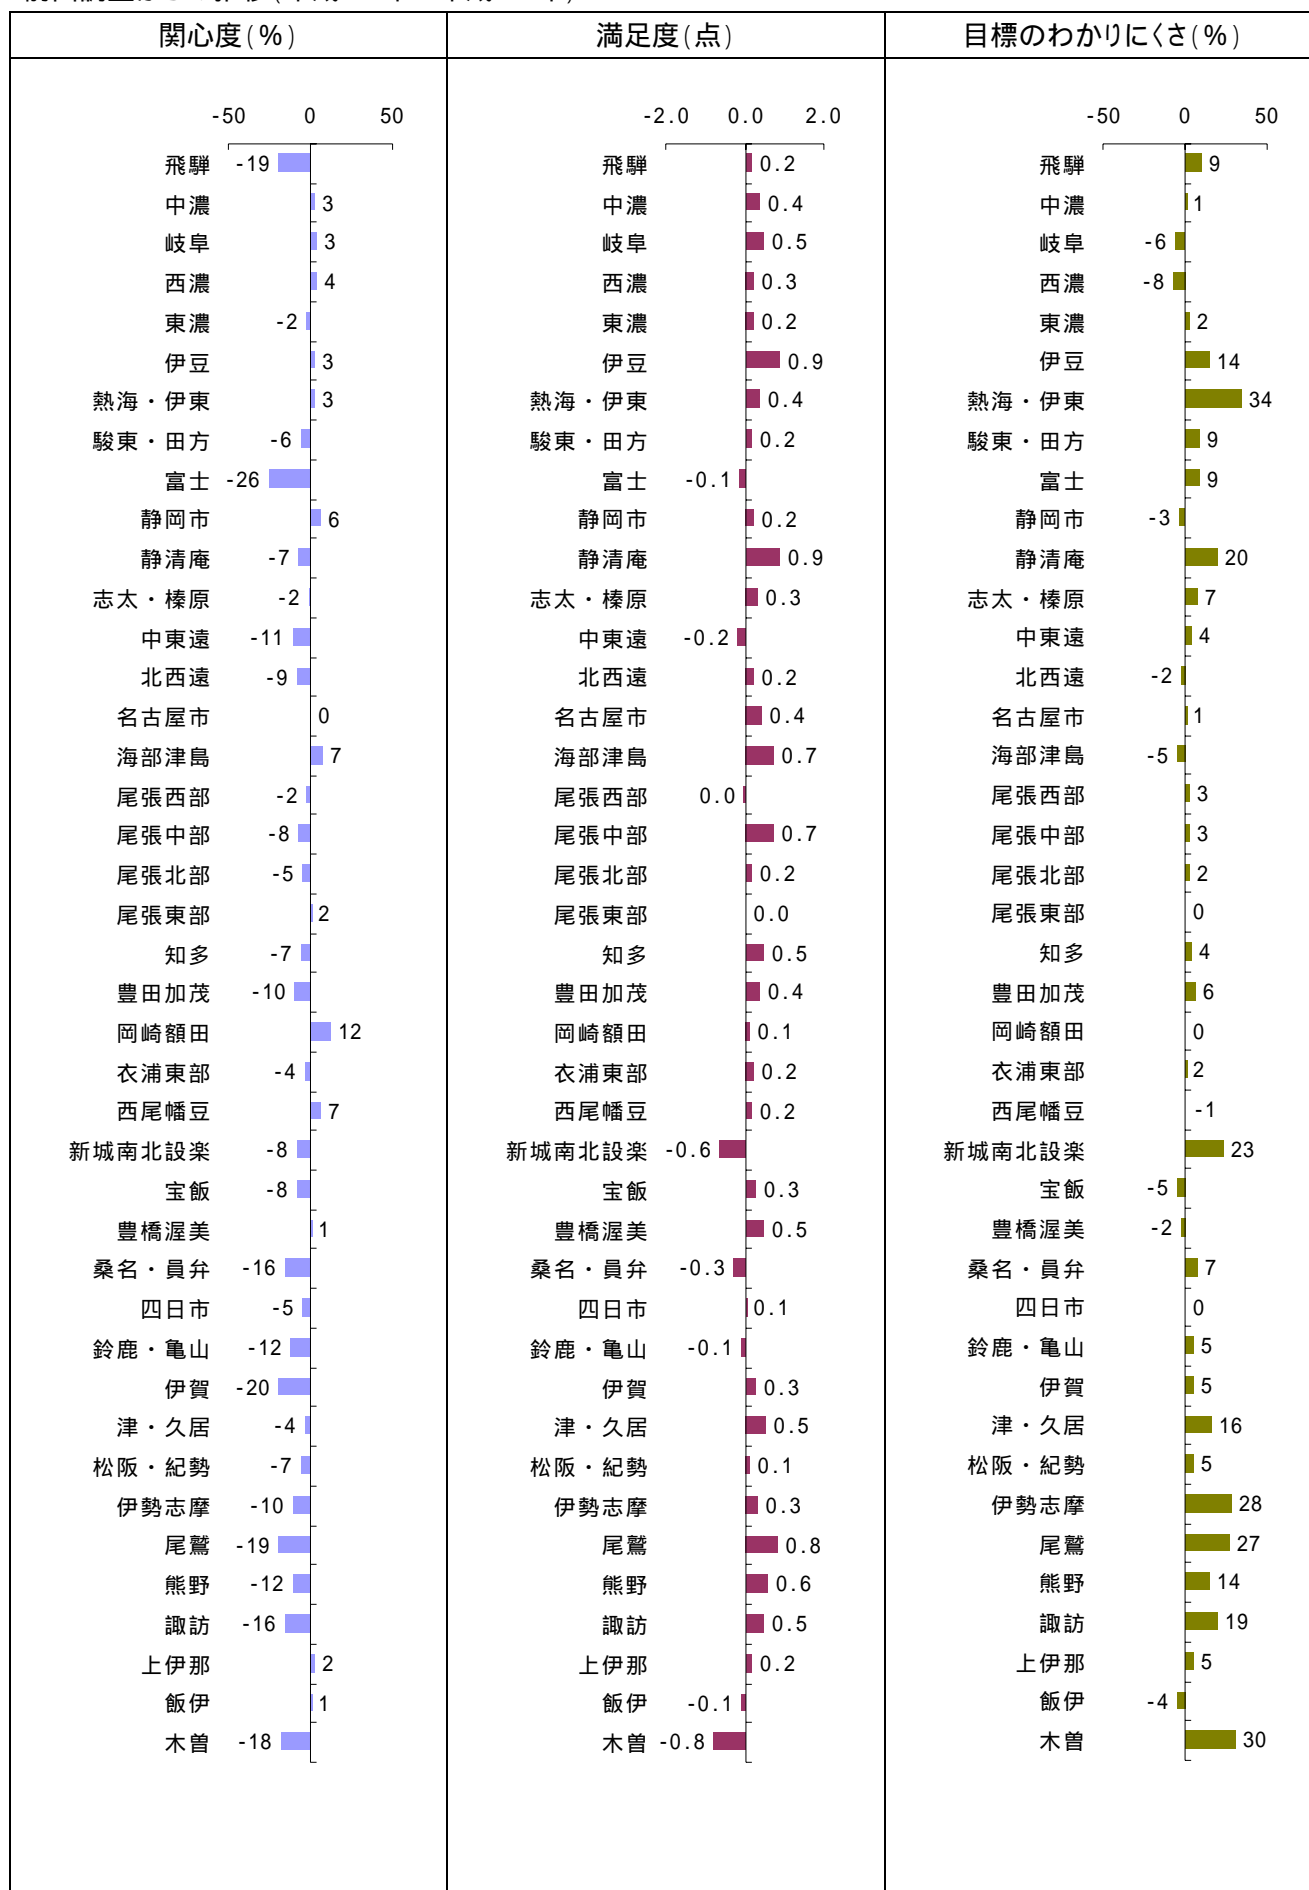 関心度(%) 満足度(点) 目標のわかりにくさ(%)
-50 0 50 -2.0 0.0 2.0 -50 0 50
飛騨 -19 飛騨 0.2 飛騨 9
中濃 3 中濃 0.4 中濃 1
岐阜 3 岐阜 0.5 岐阜 -6
西濃 4 西濃 0.3 西濃 -8
東濃 -2 東濃 0.2 東濃 2
伊豆 3 伊豆 0.9 伊豆 14
熱海・伊東 3 熱海・伊東 0.4 熱海・伊東 34
駿東・田方 -6 駿東・田方 0.2 駿東・田方 9
富士 -26 富士 -0.1 富士 9
静岡市 6 静岡市 0.2 静岡市 -3
静清庵 -7 静清庵 0.9 静清庵 20
志太・榛原 -2 志太・榛原 0.3 志太・榛原 7
中東遠 -11 中東遠 -0.2 中東遠 4
北西遠 -9 北西遠 0.2 北西遠 -2
名古屋市 0 名古屋市 0.4 名古屋市 1
海部津島 7 海部津島 0.7 海部津島 -5
尾張西部 -2 尾張西部 0.0 尾張西部 3
尾張中部 -8 尾張中部 0.7 尾張中部 3
尾張北部 -5 尾張北部 0.2 尾張北部 2
尾張東部 2 尾張東部 0.0 尾張東部 0
知多 -7 知多 0.5 知多 4
豊田加茂 -10 豊田加茂 0.4 豊田加茂 6
岡崎額田 12 岡崎額田 0.1 岡崎額田 0
衣浦東部 -4 衣浦東部 0.2 衣浦東部 2
西尾幡豆 7 西尾幡豆 0.2 西尾幡豆 -1
新城南北設楽 -8 新城南北設楽 -0.6 新城南北設楽 23
宝飯 -8 宝飯 0.3 宝飯 -5
豊橋渥美 1 豊橋渥美 0.5 豊橋渥美 -2
桑名・員弁 -16 桑名・員弁 -0.3 桑名・員弁 7
四日市 -5 四日市 0.1 四日市 0
鈴鹿・亀山 -12 鈴鹿・亀山 -0.1 鈴鹿・亀山 5
伊賀 -20 伊賀 0.3 伊賀 5
津・久居 -4 津・久居 0.5 津・久居 16
松阪・紀勢 -7 松阪・紀勢 0.1 松阪・紀勢 5
伊勢志摩 -10 伊勢志摩 0.3 伊勢志摩 28
尾鷲 -19 尾鷲 0.8 尾鷲 27
熊野 -12 熊野 0.6 熊野 14
諏訪 -16 諏訪 0.5 諏訪 19
上伊那 2 上伊那 0.2 上伊那 5
飯伊 1 飯伊 -0.1 飯伊 -4
木曽 -18 木曽 -0.8 木曽 30